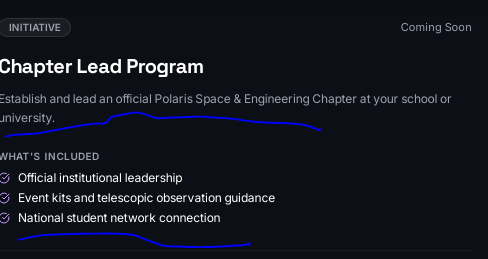 INITIATIVE
Coming Soon
Chapter Lead Program
Establish and lead an official Polaris Space & Engineering Chapter at your school or
university.
WHAT'S INCLUDED
Official institutional leadership
Event kits and telescopic observation guidance
National student network connection